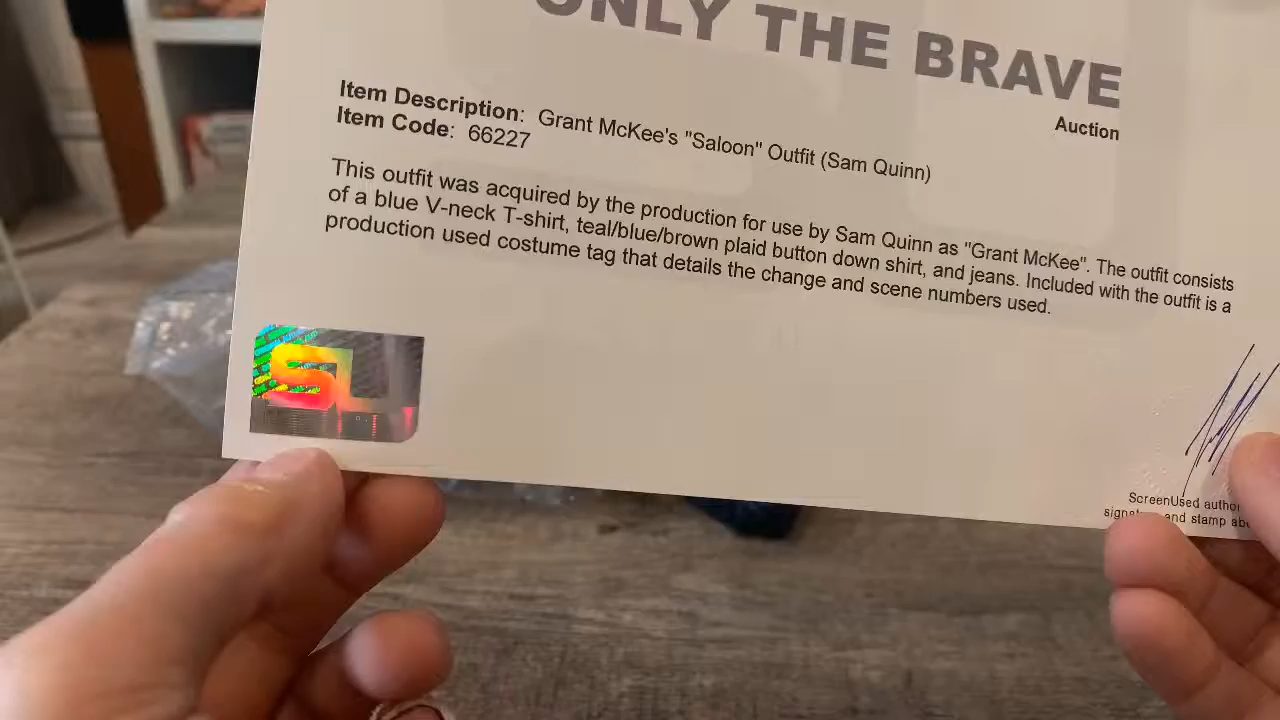 ONLY THE BRAVE
Auction
Item Description: Grant McKee's "Saloon" Outfit (Sam Quinn)
Item Code: 66227
This outfit was acquired by the production for use by Sam Quinn as "Grant McKee". The outfit consists
of a blue V-neck T-shirt, teal/blue/brown plaid button down shirt, and jeans. Included with the outfit is a
production used costume tag that details the change and scene numbers used.
SU
ScreenUsed
and stamp